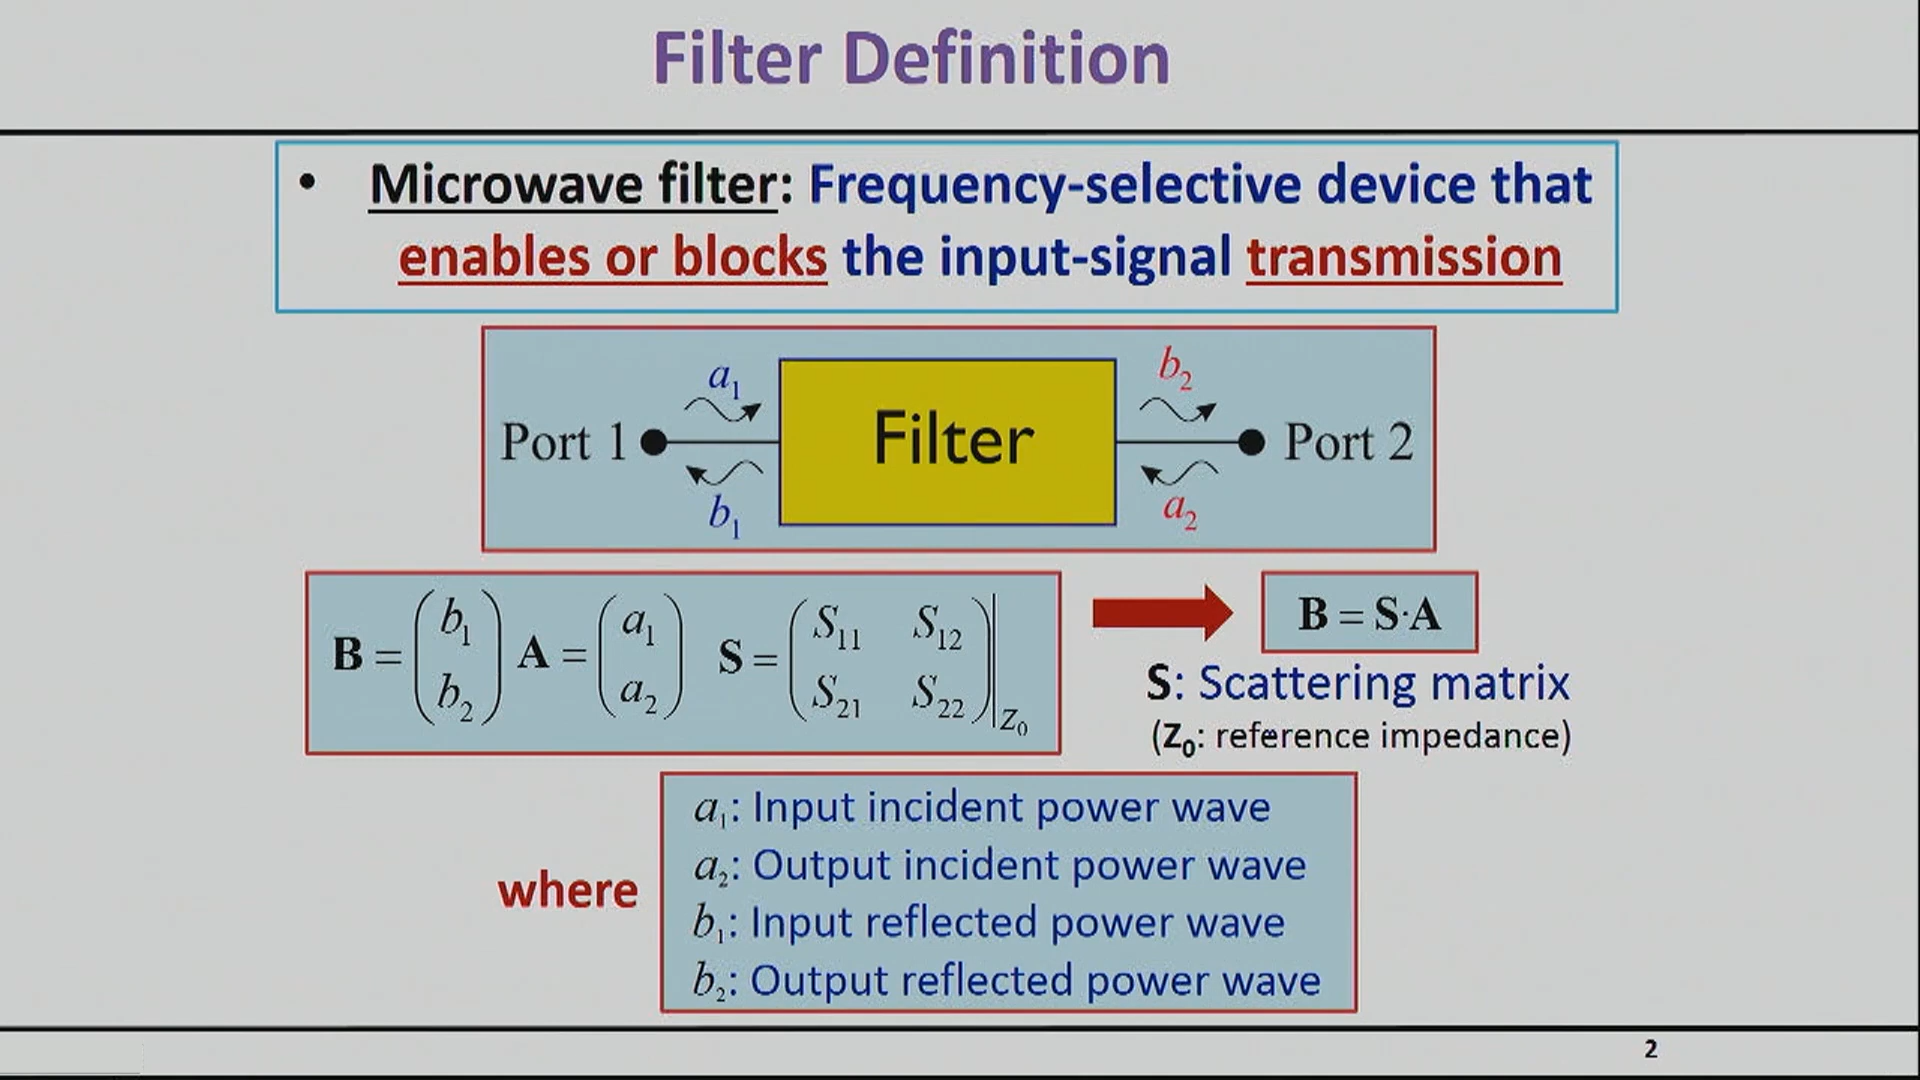 Filter Definition
• Microwave filter: Frequency-selective device that
enables or blocks the input-signal transmission
a1
b2
Port 1
Filter
Port 2
b1
a2
B = (b1 b2) A = (a1 a2) S = (S11 S12 S21 S22)|Z0
B = S·A
S: Scattering matrix
(Z0: reference impedance)
where
a1: Input incident power wave
a2: Output incident power wave
b1: Input reflected power wave
b2: Output reflected power wave
2